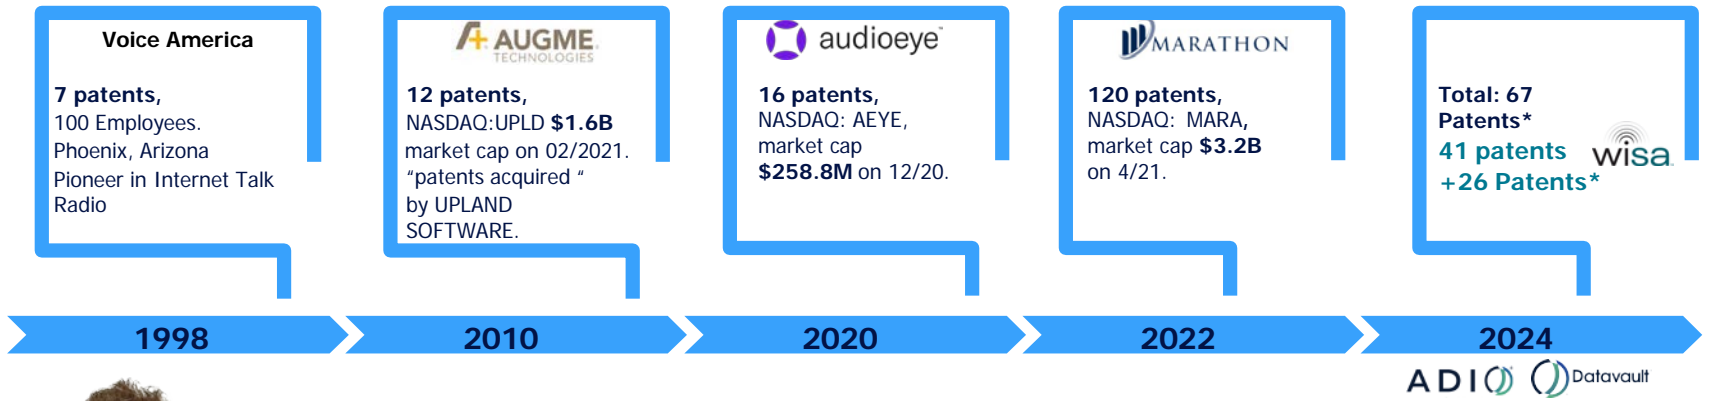 Voice America
7 patents,
100 Employees.
Phoenix, Arizona
Pioneer in Internet Talk
Radio
AUGME
TECHNOLOGIES
12 patents,
NASDAQ:UPLD $1.6B
market cap on 02/2021.
“patents acquired “
by UPLAND
SOFTWARE.
audioeye™
16 patents,
NASDAQ: AEYE,
market cap
$258.8M on 12/20.
MARATHON
120 patents,
NASDAQ: MARA,
market cap $3.2B
on 4/21.
Total: 67
Patents*
41 patents
+26 Patents*
wisa
1998
2010
2020
2022
2024
ADIO
Datavault